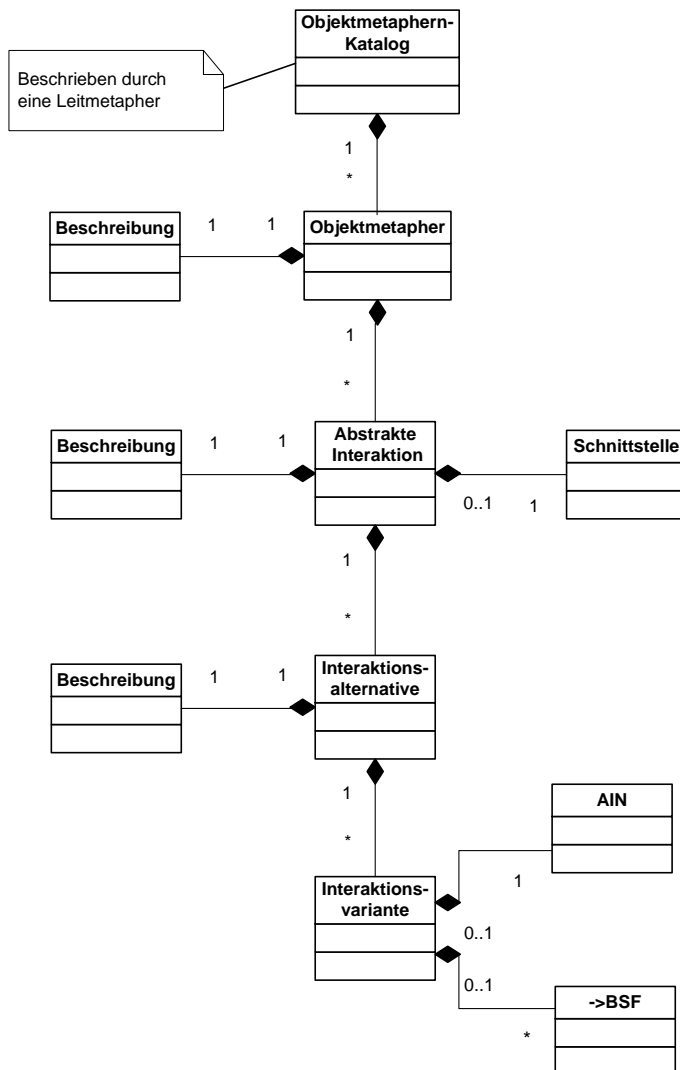 Objektmetaphern-
Katalog
Beschrieben durch
eine Leitmetapher
1
*
Beschreibung
1
1
Objektmetapher
1
*
Beschreibung
1
1
Abstrakte
Interaktion
0..1
1
Schnittstelle
1
*
Beschreibung
1
1
Interaktions-
alternative
1
*
AIN
1
Interaktions-
variante
0..1
0..1
*
->BSF